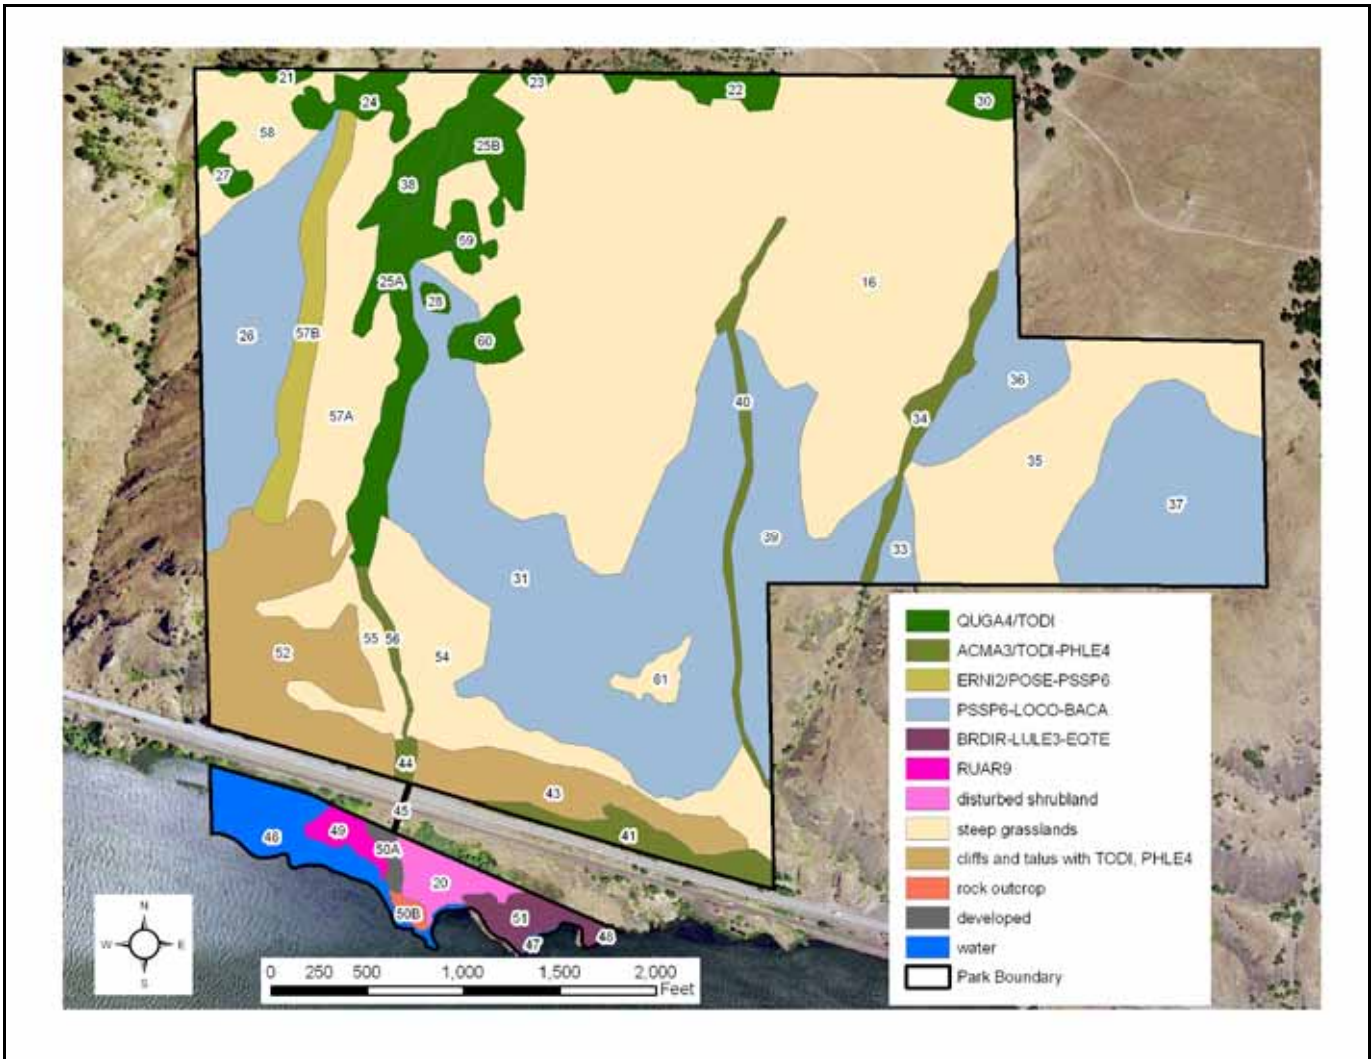 21
23
24
22
30
58
25B
27
38
59
25A
28
16
26
57B
60
36
40
57A
34
35
37
39
33
31
55
56
54
52
61
44
43
45
41
48
49
50A
20
50B
51
47
48
QUGA4/TODI
ACMA3/TODI-PHLE4
ERNI2/POSE-PSSP6
PSSP6-LOCO-BACA
BRDIR-LULE3-EQTE
RUAR9
disturbed shrubland
steep grasslands
cliffs and talus with TODI, PHLE4
rock outcrop
developed
water
Park Boundary
N
W
E
S
0 250 500 1,000 1,500 2,000
Feet